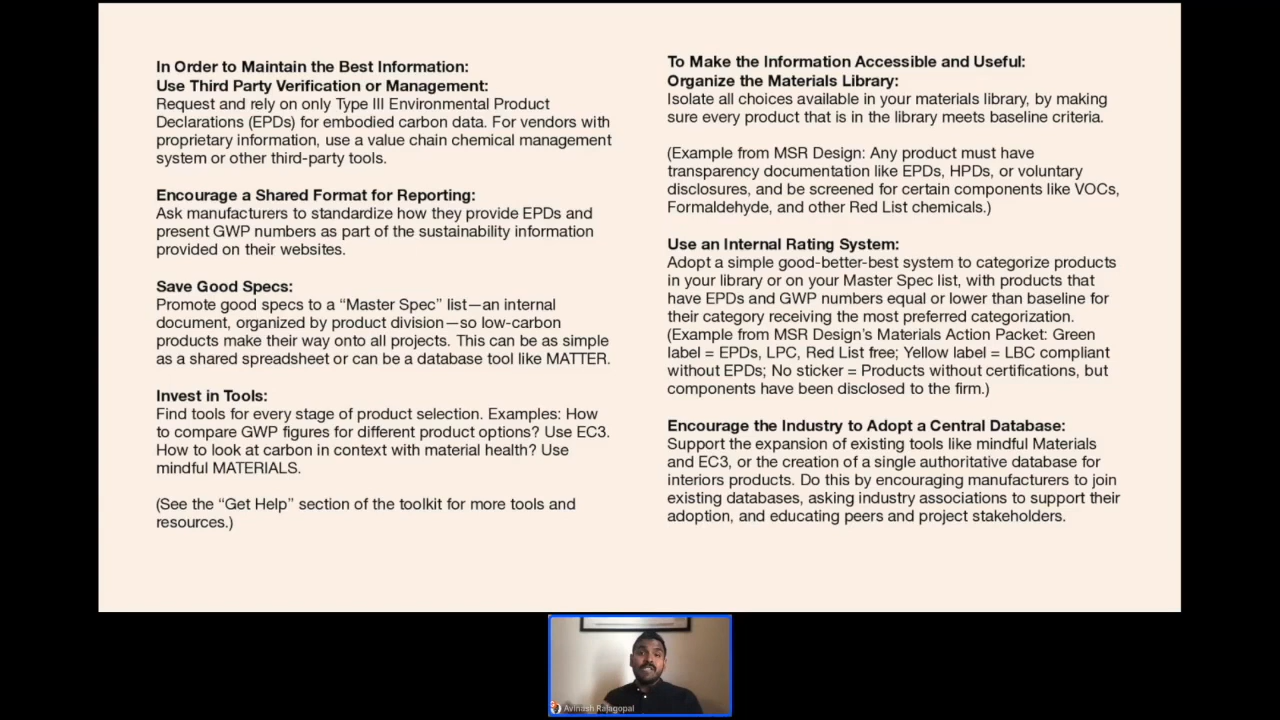 In Order to Maintain the Best Information:
Use Third Party Verification or Management:
Request and rely on only Type III Environmental Product
Declarations (EPDs) for embodied carbon data. For vendors with
proprietary information, use a value chain chemical management
system or other third-party tools.
Encourage a Shared Format for Reporting:
Ask manufacturers to standardize how they provide EPDs and
present GWP numbers as part of the sustainability information
provided on their websites.
Save Good Specs:
Promote good specs to a “Master Spec” list—an internal
document, organized by product division—so low-carbon
products make their way onto all projects. This can be as simple
as a shared spreadsheet or can be a database tool like MATTER.
Invest in Tools:
Find tools for every stage of product selection. Examples: How
to compare GWP figures for different product options? Use EC3.
How to look at carbon in context with material health? Use
mindful MATERIALS.
(See the “Get Help” section of the toolkit for more tools and
resources.)
To Make the Information Accessible and Useful:
Organize the Materials Library:
Isolate all choices available in your materials library, by making
sure every product that is in the library meets baseline criteria.
(Example from MSR Design: Any product must have
transparency documentation like EPDs, HPDs, or voluntary
disclosures, and be screened for certain components like VOCs,
Formaldehyde, and other Red List chemicals.)
Use an Internal Rating System:
Adopt a simple good-better-best system to categorize products
in your library or on your Master Spec list, with products that
have EPDs and GWP numbers equal or lower than baseline for
their category receiving the most preferred categorization.
(Example from MSR Design’s Materials Action Packet: Green
label = EPDs, LPC, Red List free; Yellow label = LBC compliant
without EPDs; No sticker = Products without certifications, but
components have been disclosed to the firm.)
Encourage the Industry to Adopt a Central Database:
Support the expansion of existing tools like mindful Materials
and EC3, or the creation of a single authoritative database for
interiors products. Do this by encouraging manufacturers to join
existing databases, asking industry associations to support their
adoption, and educating peers and project stakeholders.
Avinash Rajagopal